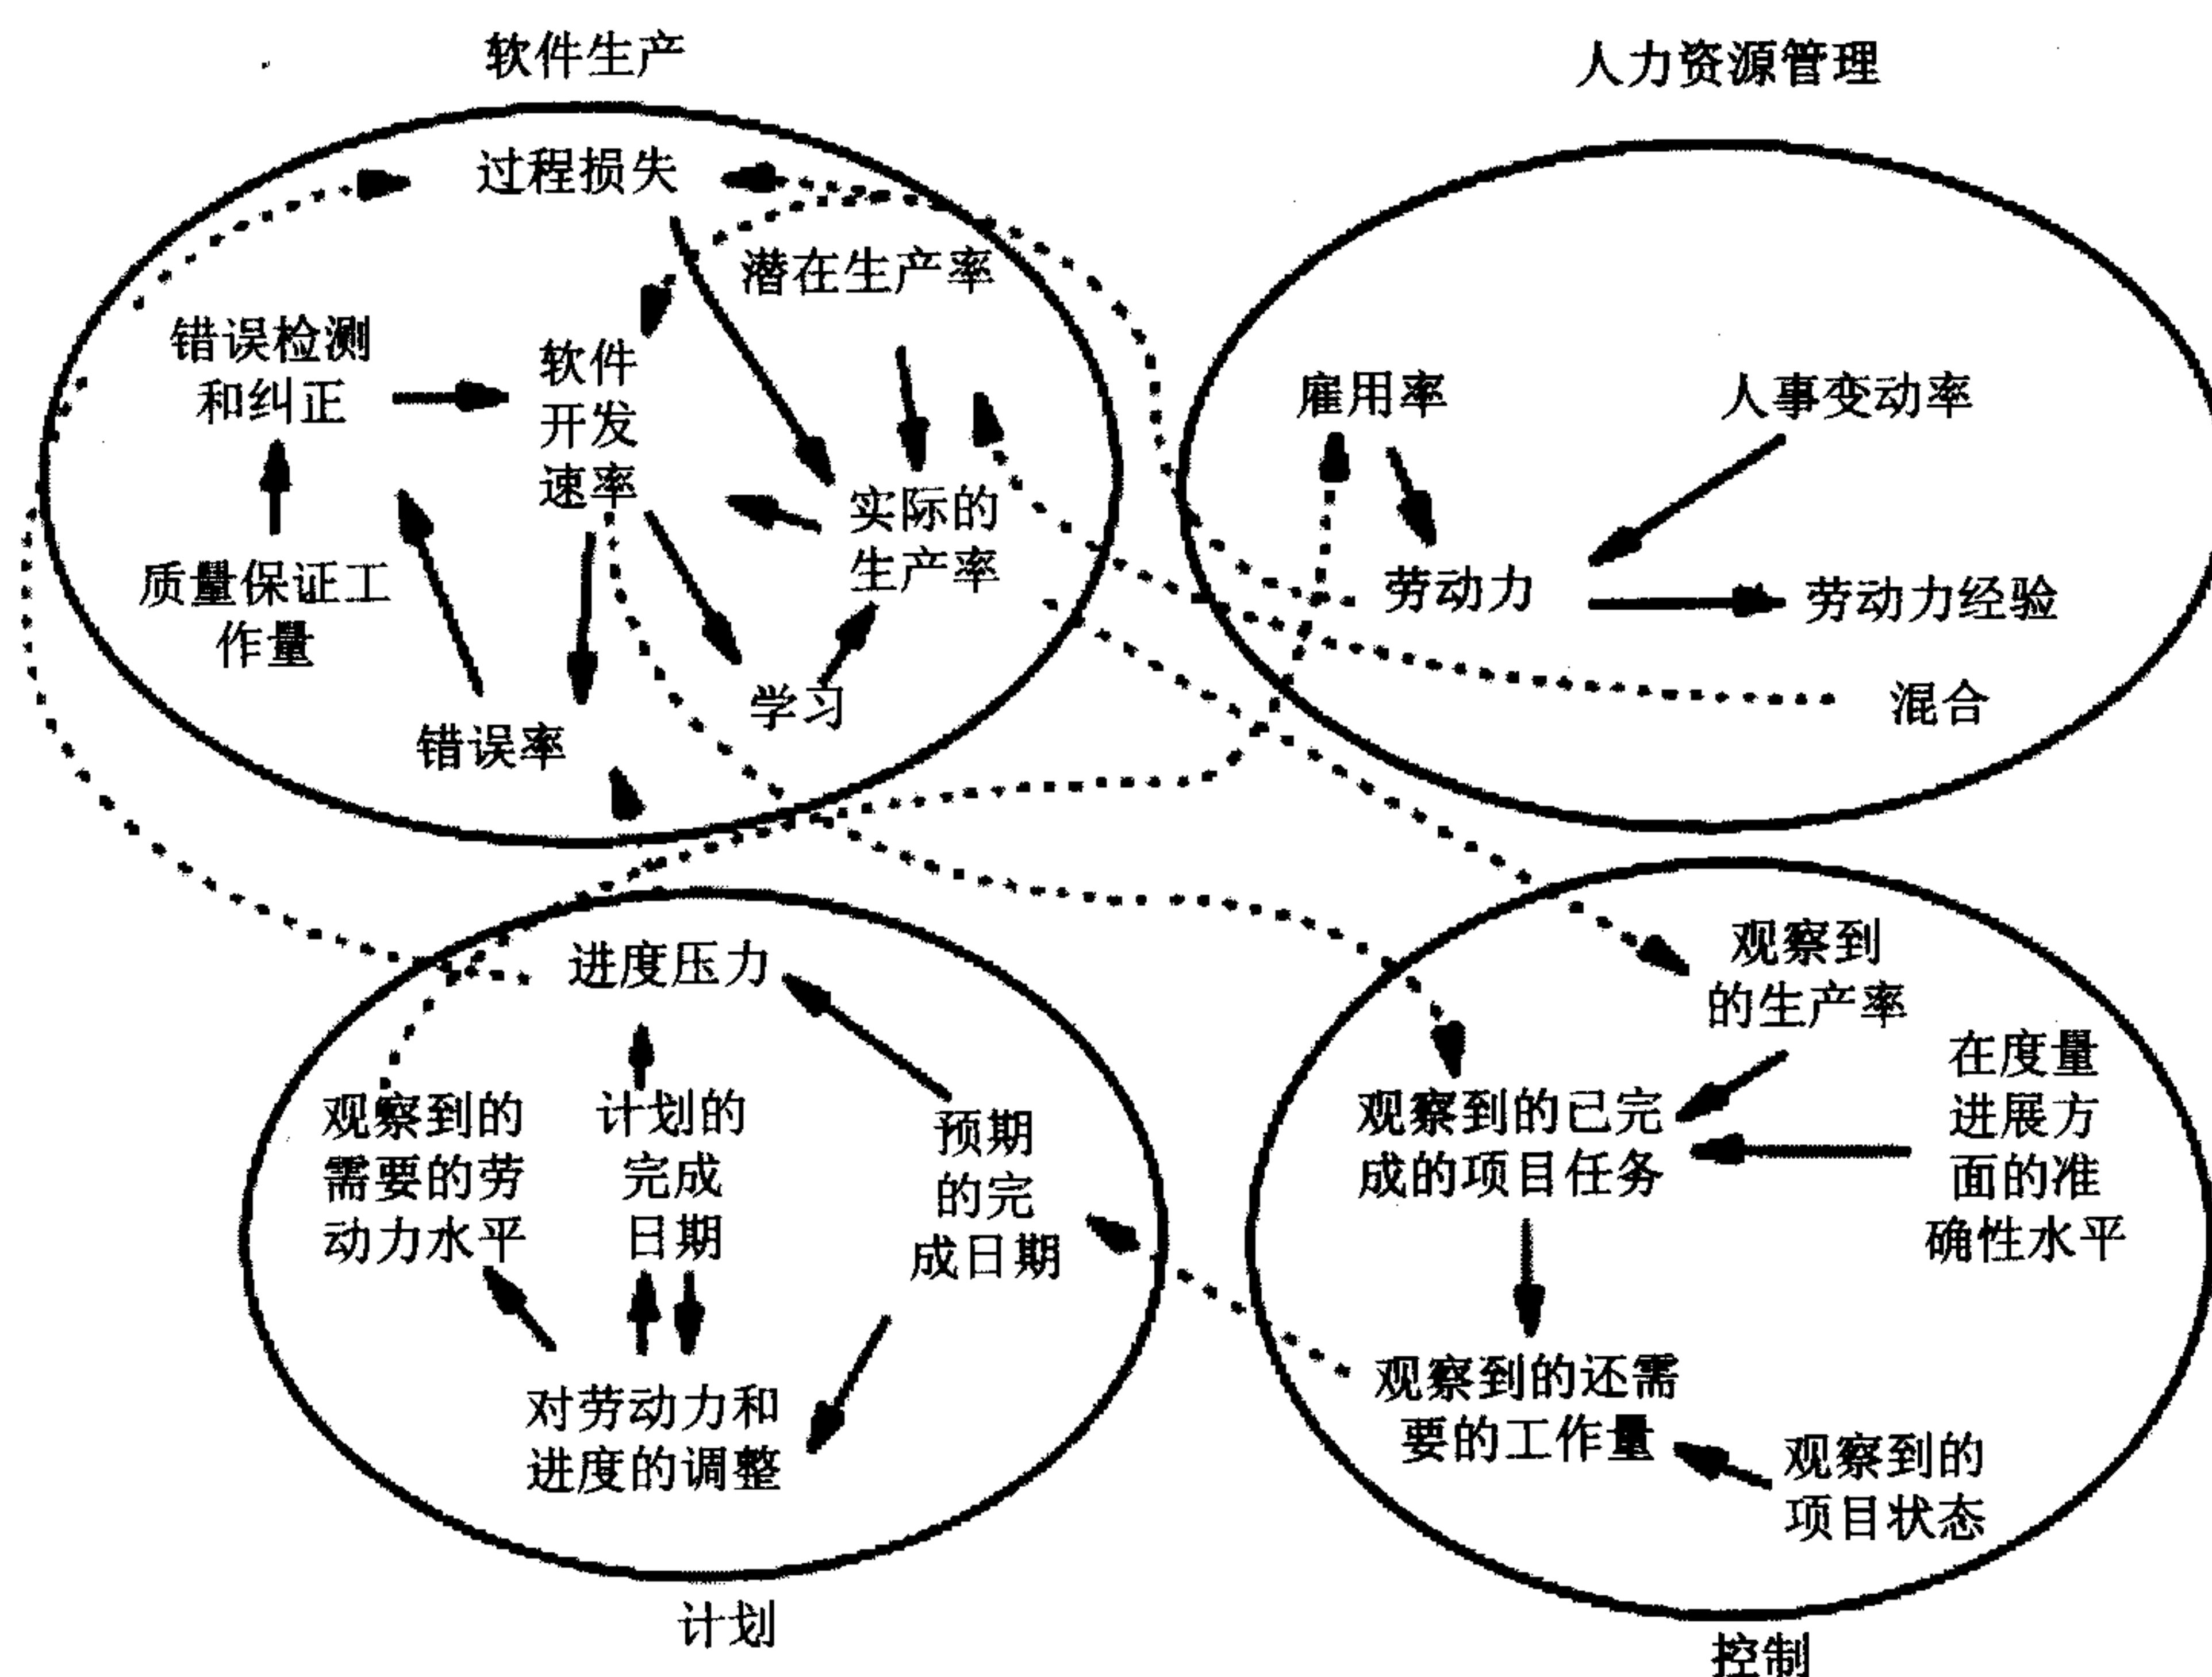 软件生产
过程损失
潜在生产率
错误检测
和纠正
软件
开发
速率
实际的
生产率
质量保证工
作量
学习
错误率
人力资源管理
雇用率
人事变动率
劳动力
劳动力经验
混合
进度压力
观察到的
需要的劳
动力水平
计划的
完成
日期
预期
的完
成日期
对劳动力和
进度的调整
计划
观察到
的生产率
在度量
进展方
面的准
确性水平
观察到的已完
成的项目任务
观察到的还需
要的工作量
观察到的
项目状态
控制